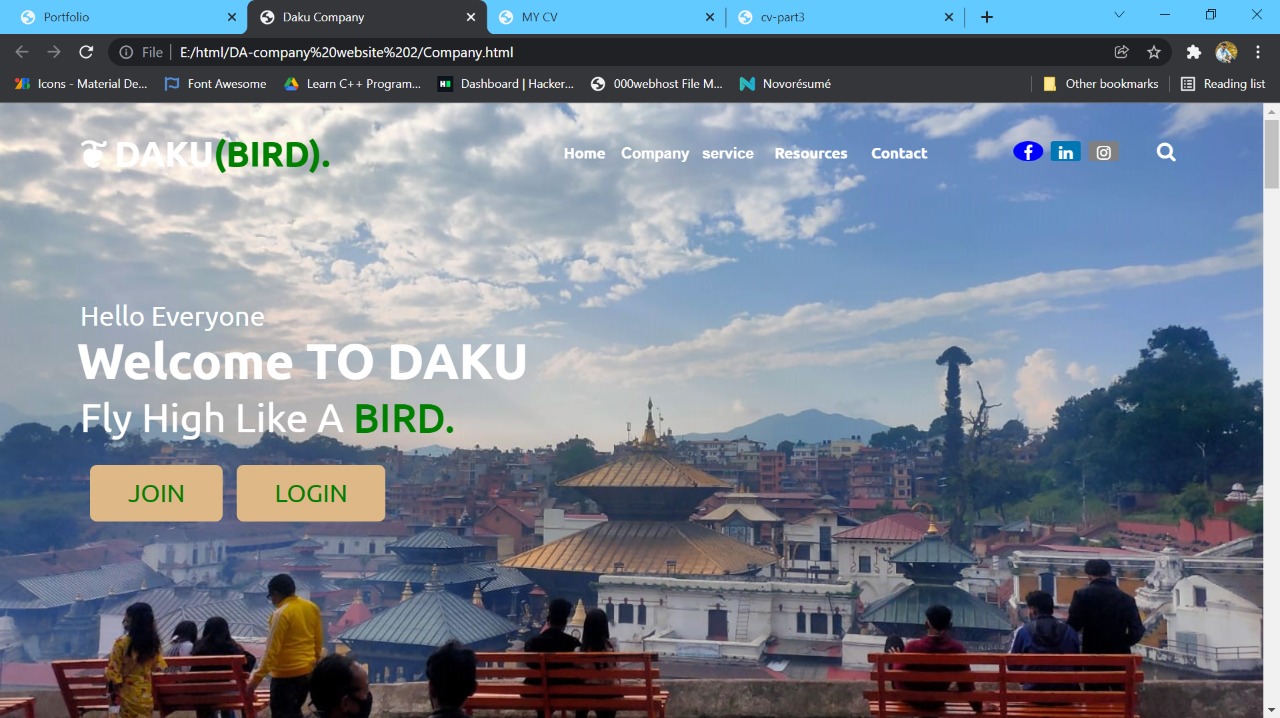 Portfolio
Daku Company
MY CV
cv-part3
File
E:/html/DA-company%20website%202/Company.html
Icons - Material De...
Font Awesome
Learn C++ Program...
Dashboard | Hacker...
000webhost File M...
Novorésumé
Other bookmarks
Reading list
DAKU(BIRD).
Home
Company
service
Resources
Contact
Hello Everyone
Welcome TO DAKU
Fly High Like A BIRD.
JOIN
LOGIN